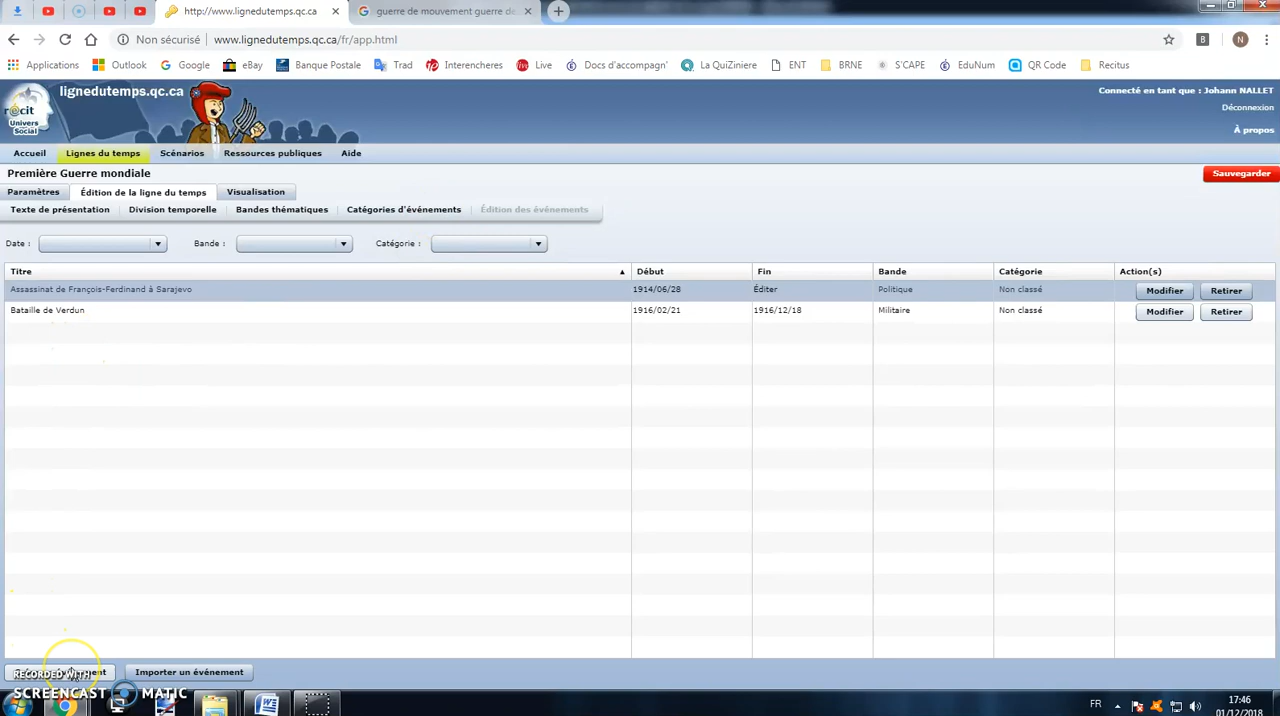 http://www.lignedutemps.qc.ca
guerre de mouvement guerre de
Non sécurisé
www.lignedutemps.qc.ca/fr/app.html
B
N
Applications Outlook Google eBay Banque Postale Trad Interencheres Live Docs d'accompagn' La QuiZiniere ENT BRNE S'CAPE EduNum QR Code Recitus
lignedutemps.qc.ca
Connecté en tant que : Johann NALLET
Déconnexion
À propos
récit
Univers
Social
Accueil Lignes du temps Scénarios Ressources publiques Aide
Première Guerre mondiale
Sauvegarder
Paramètres Édition de la ligne du temps Visualisation
Texte de présentation Division temporelle Bandes thématiques Catégories d'événements Édition des événements
Date : Bande : Catégorie :
Titre Début Fin Bande Catégorie Action(s)
Assassinat de François-Ferdinand à Sarajevo 1914/06/28 Éditer Politique Non classé Modifier Retirer
Bataille de Verdun 1916/02/21 1916/12/18 Militaire Non classé Modifier Retirer
Importer un événement
RECORDED WITH
SCREENCAST MATIC
FR
17:46
01/12/2018